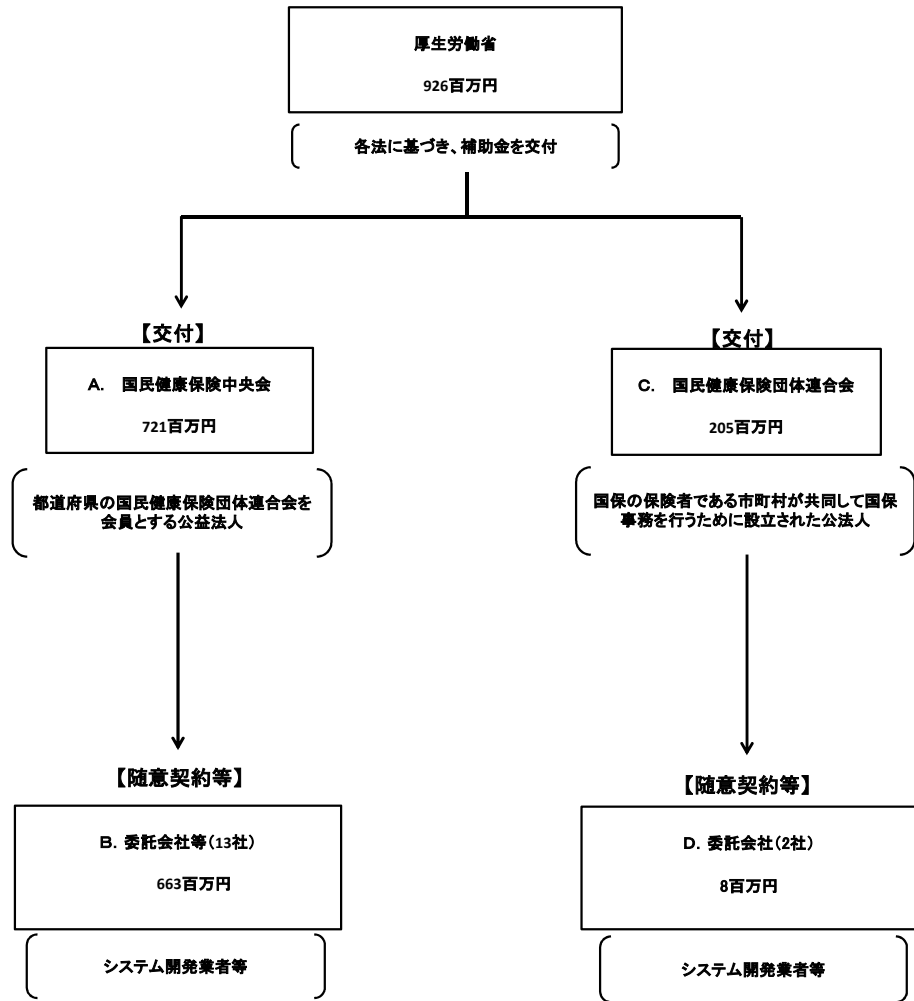 厚生労働省
926百万円
各法に基づき、補助金を交付
【交付】
A.　国民健康保険中央会
721百万円
都道府県の国民健康保険団体連合会を
会員とする公益法人
【随意契約等】
B. 委託会社等(13社)
663百万円
システム開発業者等
【交付】
C.　国民健康保険団体連合会
205百万円
国保の保険者である市町村が共同して国保
事務を行うために設立された公法人
【随意契約等】
D. 委託会社(2社)
8百万円
システム開発業者等